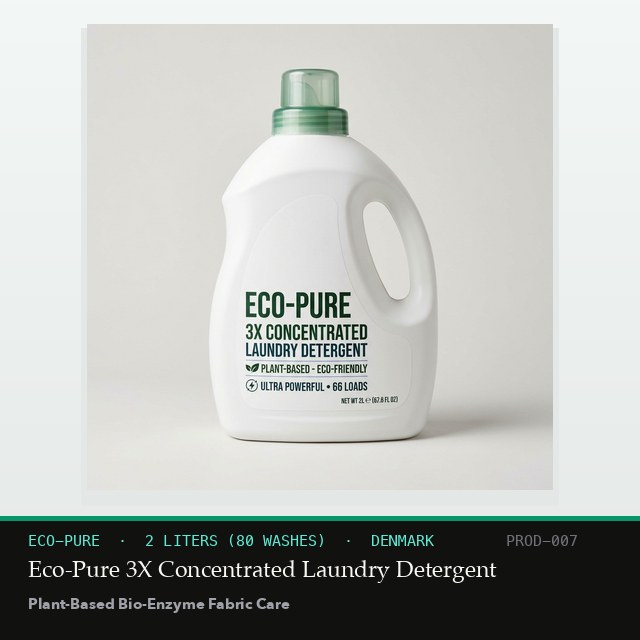 ECO-PURE
3X CONCENTRATED
LAUNDRY DETERGENT
PLANT-BASED - ECO-FRIENDLY
ULTRA POWERFUL • 66 LOADS
NET WT 2L ℮ (67.6 FL OZ)
ECO–PURE · 2 LITERS (80 WASHES) · DENMARK PROD–007
Eco-Pure 3X Concentrated Laundry Detergent
Plant-Based Bio-Enzyme Fabric Care